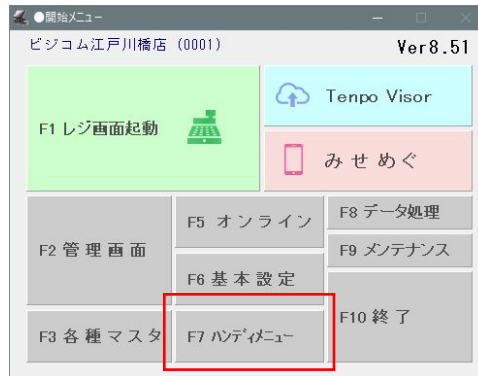 ●開始メニュー
ビジコム江戸川橋店 (0001)
Ver8.51
F1 レジ画面起動
Tenpo Visor
みせめぐ
F2 管理画面
F5 オンライン
F8 データ処理
F9 メンテナンス
F6 基本設定
F3 各種マスタ
F7 ﾊﾝﾃﾞｨﾒﾆｭｰ
F10 終了